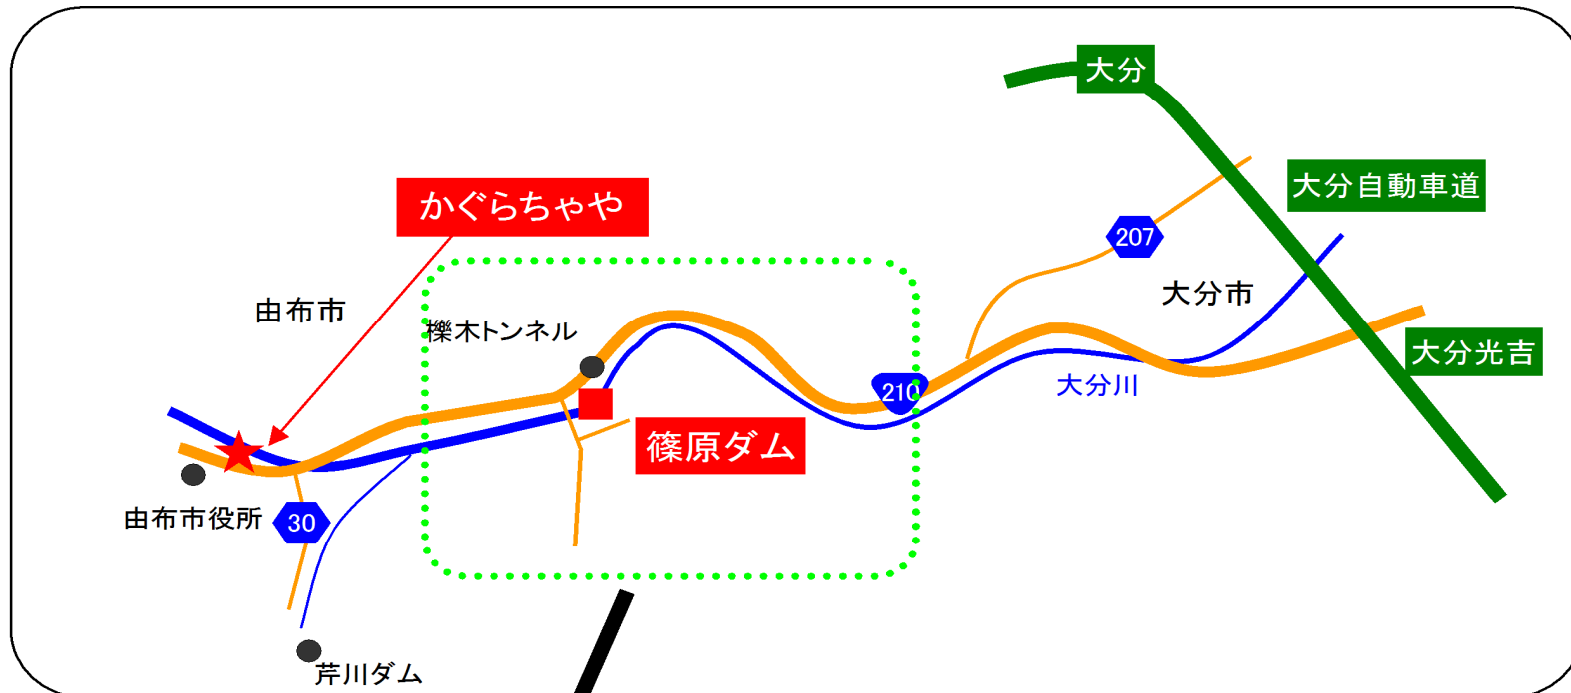 大分
大分自動車道
かぐらちゃや
207
大分市
由布市
櫟木トンネル
大分光吉
210
大分川
篠原ダム
由布市役所
30
芹川ダム